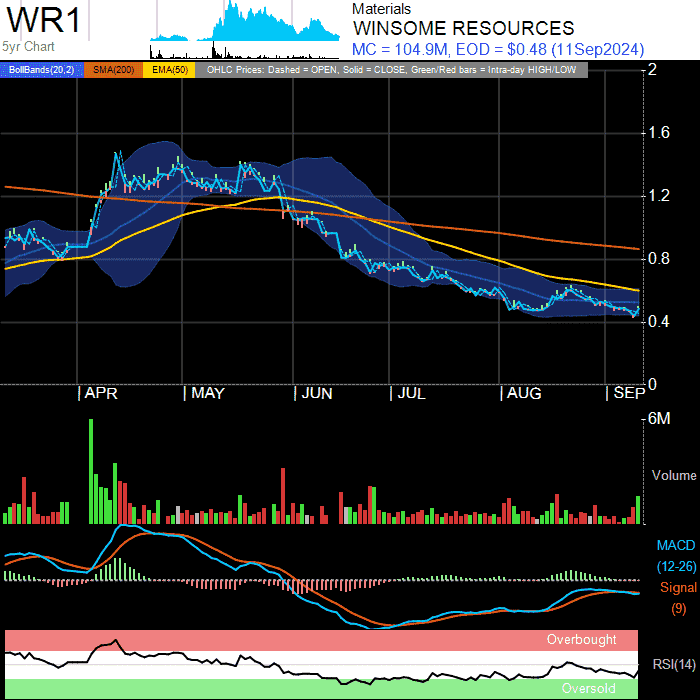 WR1
5yr Chart
Materials
WINSOME RESOURCES
MC = 104.9M, EOD = $0.48 (11Sep2024)
BollBands(20,2) SMA(200) EMA(50) OHLC Prices: Dashed = OPEN, Solid = CLOSE, Green/Red bars = Intra-day HIGH/LOW
2
1.6
1.2
0.8
0.4
0
APR MAY JUN JUL AUG SEP
6M
Volume
MACD
(12-26)
Signal
(9)
Overbought
RSI(14)
Oversold